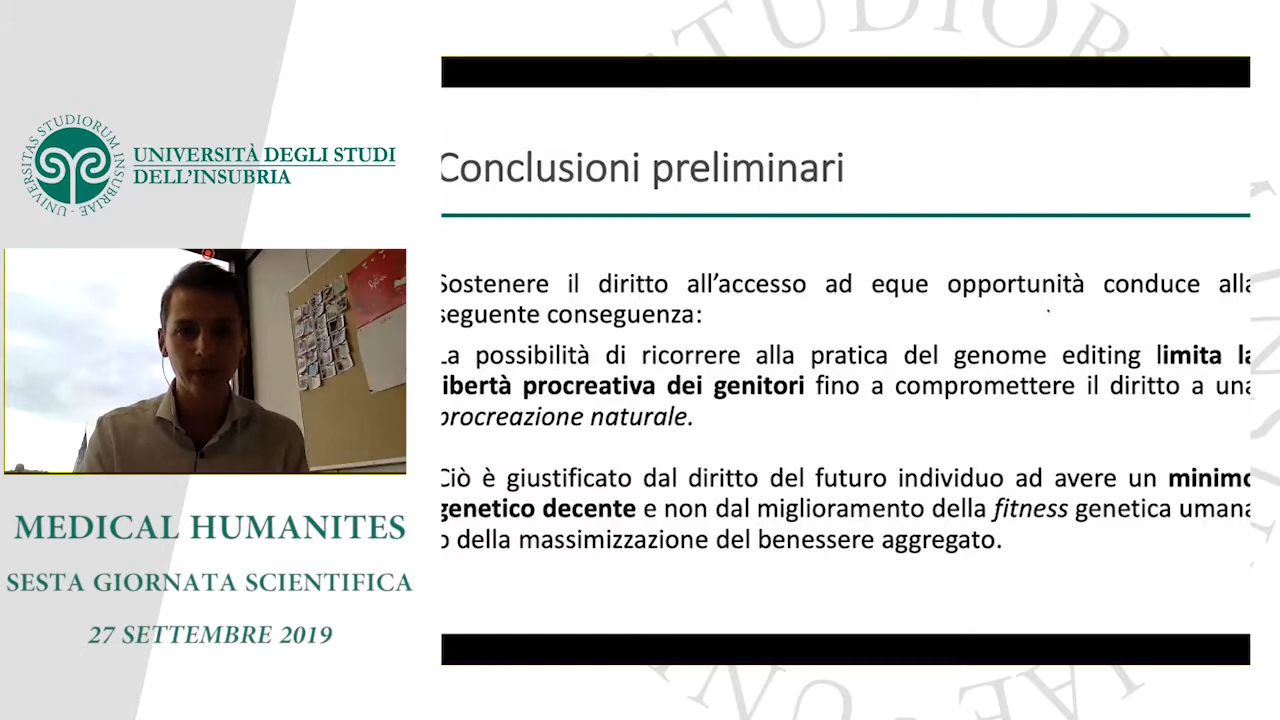 UNIVERSITAS STUDIORUM INSUBRIAE
UNIVERSITÀ DEGLI STUDI
DELL'INSUBRIA
MEDICAL HUMANITES
SESTA GIORNATA SCIENTIFICA
27 SETTEMBRE 2019
Conclusioni preliminari
Sostenere il diritto all’accesso ad eque opportunità conduce alla
seguente conseguenza:
La possibilità di ricorrere alla pratica del genome editing limita la
libertà procreativa dei genitori fino a compromettere il diritto a una
procreazione naturale.
Ciò è giustificato dal diritto del futuro individuo ad avere un minimo
genetico decente e non dal miglioramento della fitness genetica umana
o della massimizzazione del benessere aggregato.